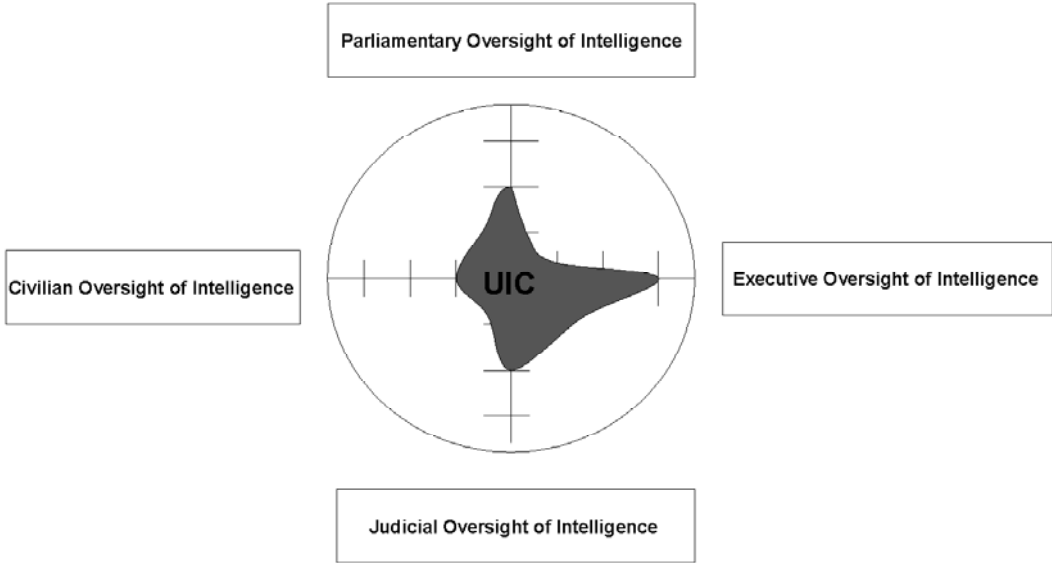 Parliamentary Oversight of Intelligence
Civilian Oversight of Intelligence
UIC
Executive Oversight of Intelligence
Judicial Oversight of Intelligence